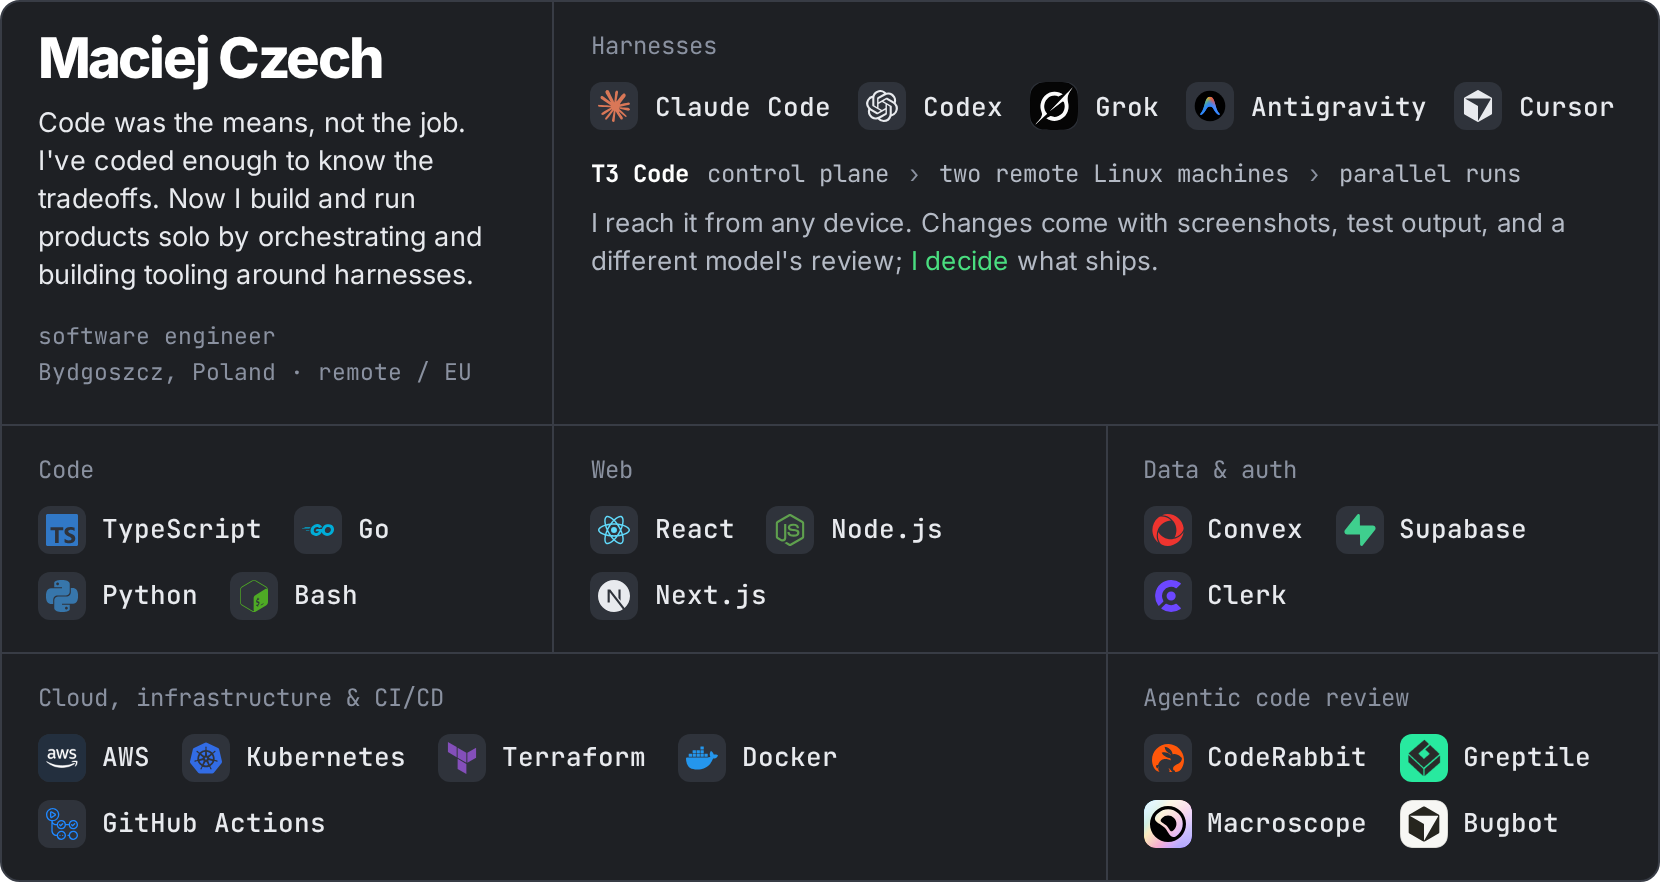 Maciej Czech
Code was the means, not the job.
I've coded enough to know the
tradeoffs. Now I build and run
products solo by orchestrating and
building tooling around harnesses.
software engineer
Bydgoszcz, Poland · remote / EU
Harnesses
Claude Code Codex Grok Antigravity Cursor
T3 Code control plane › two remote Linux machines › parallel runs
I reach it from any device. Changes come with screenshots, test output, and a
different model's review; I decide what ships.
Code
TS TypeScript GO Go
Python Bash
Web
React JS Node.js
N Next.js
Data & auth
Convex Supabase
Clerk
Cloud, infrastructure & CI/CD
aws AWS Kubernetes Terraform Docker
GitHub Actions
Agentic code review
CodeRabbit Greptile
Macroscope Bugbot